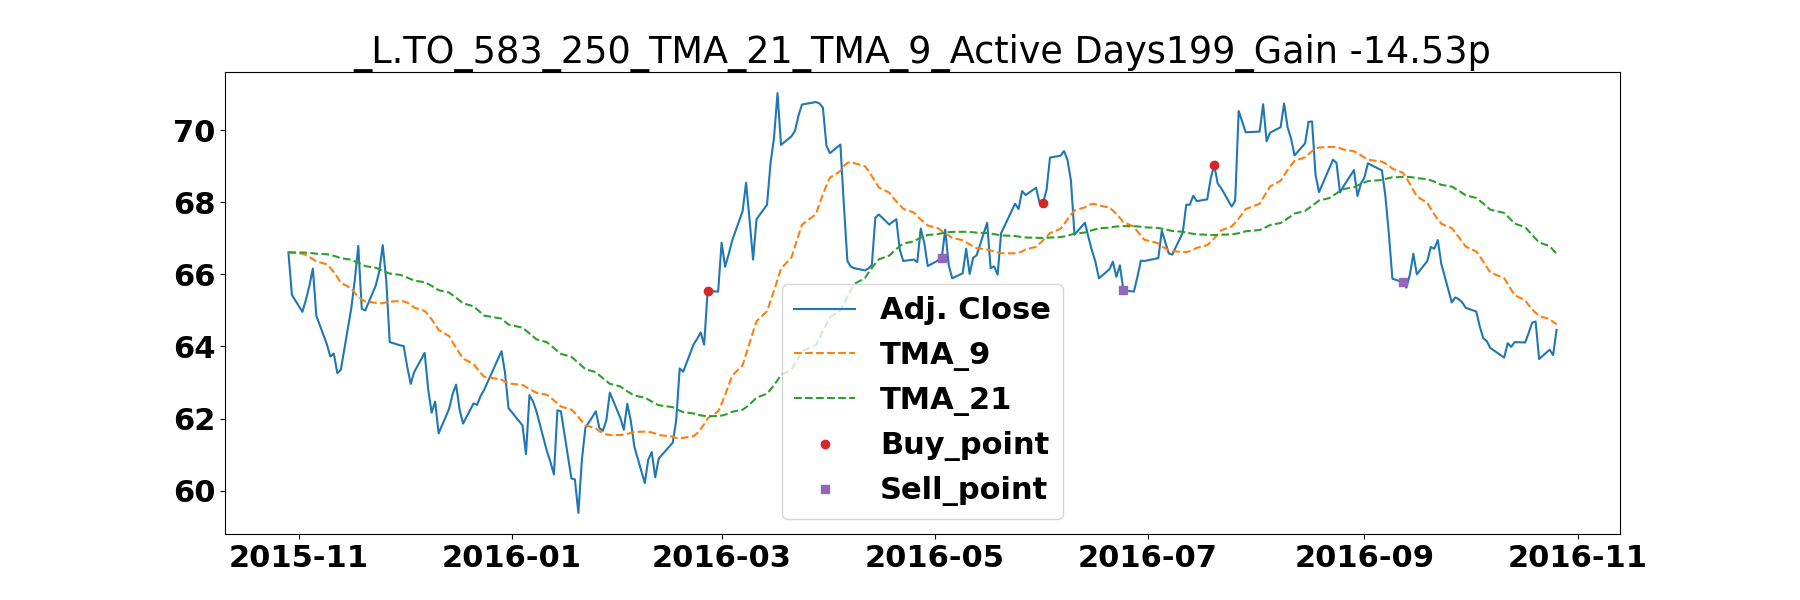 _L.TO_583_250_TMA_21_TMA_9_Active Days199_Gain -14.53p
70
68
66
64
62
60
Adj. Close
TMA_9
TMA_21
Buy_point
Sell_point
2015-11 2016-01 2016-03 2016-05 2016-07 2016-09 2016-11